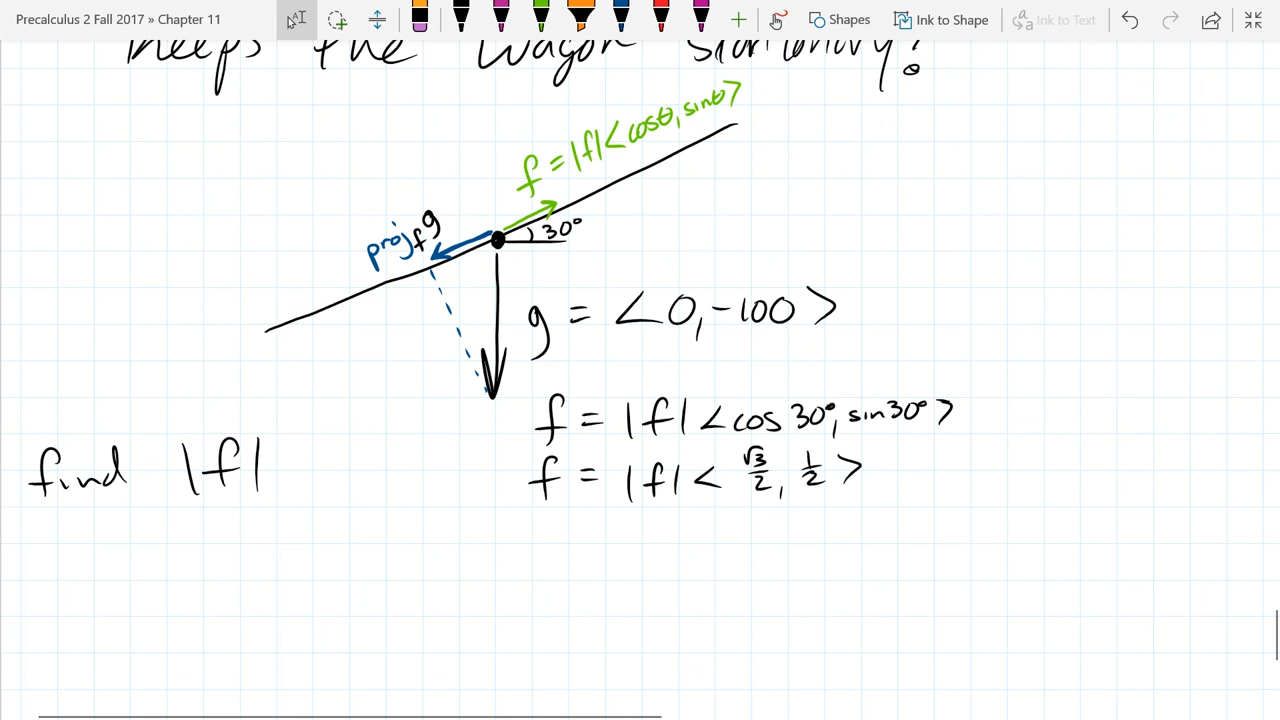 Precalculus 2 Fall 2017 » Chapter 11
Shapes
Ink to Shape
Ink to Text
keeps the wagon stationary?
f = |f|<cosθ, sinθ>
proj_f g
30°
g = <0, -100>
f = |f| <cos 30°, sin 30°>
find |f|
f = |f| < √3/2, 1/2 >